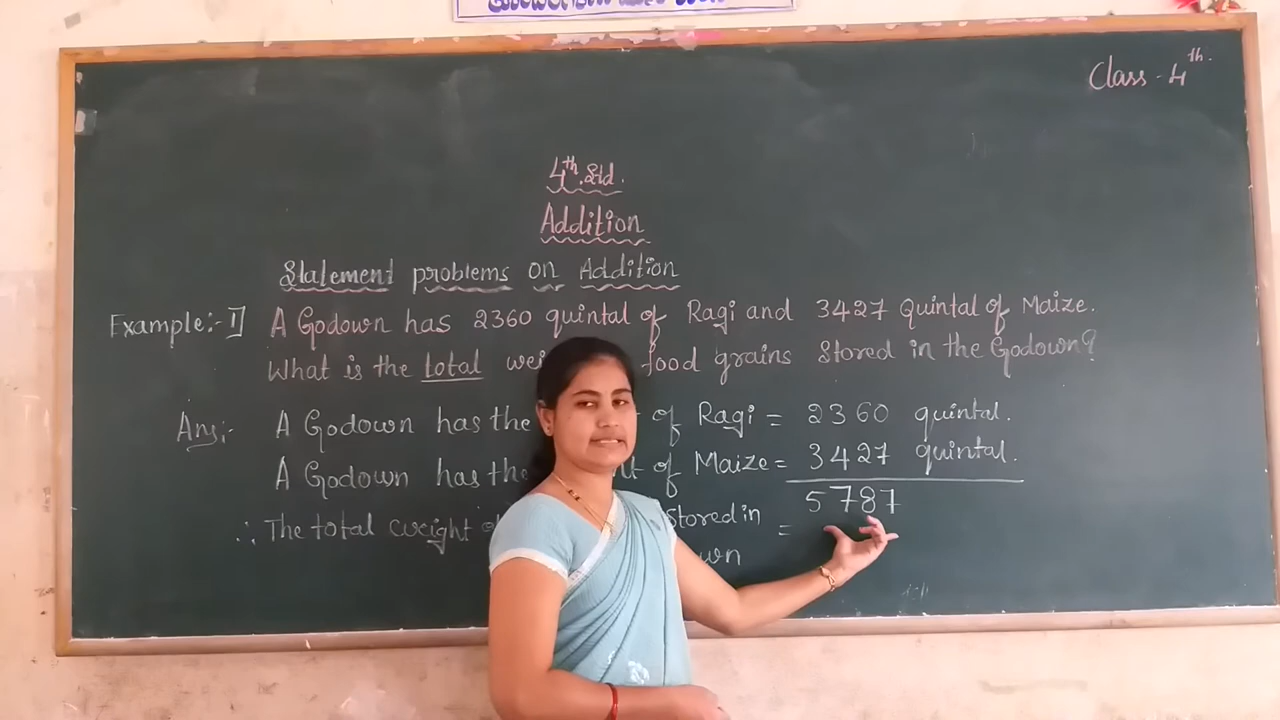 Class - 4th.
4th Std.
Addition
Statement problems on Addition
Example:- 1] A Godown has 2360 quintal of Ragi and 3427 Quintal of Maize.
What is the total food grains Stored in the Godown?
Ans:- A Godown has the of Ragi = 2360 quintal.
A Godown has the of Maize = 3427 quintal.
5787
∴ The total weight Stored in =